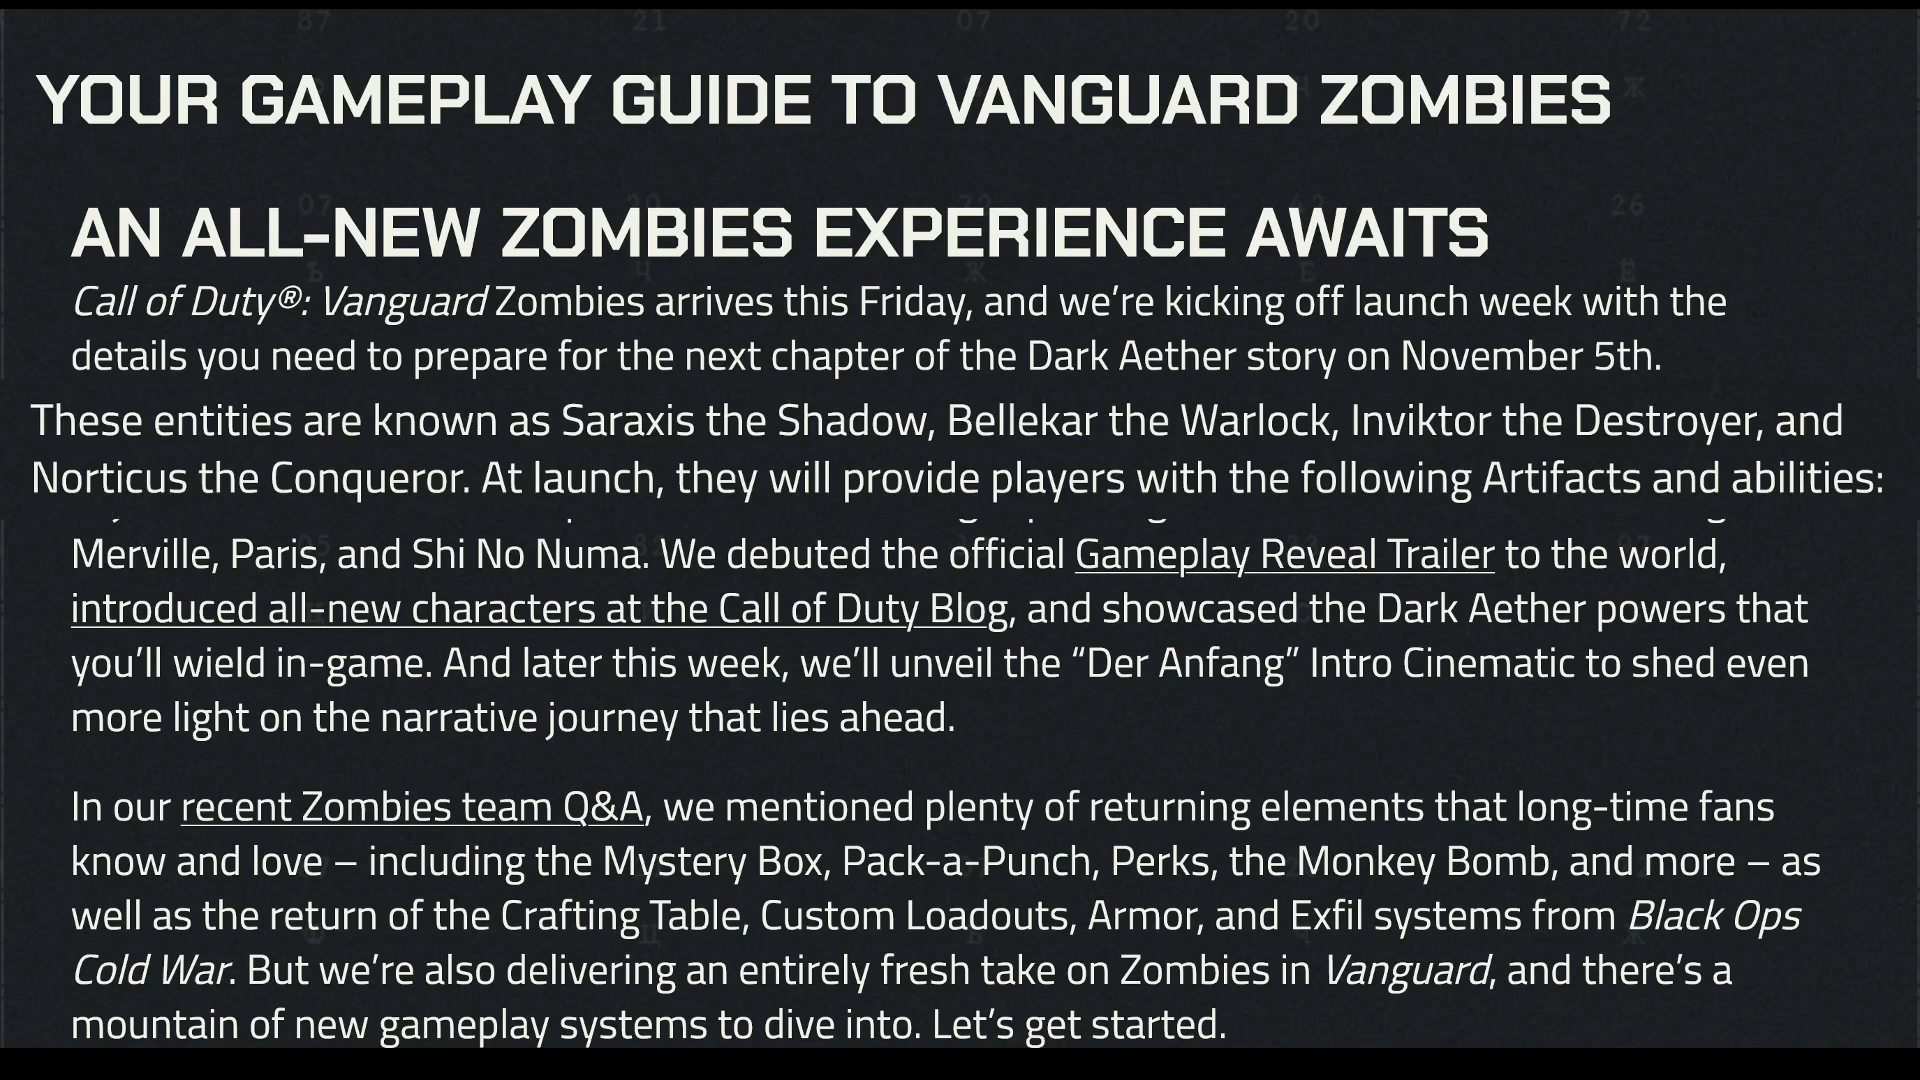 YOUR GAMEPLAY GUIDE TO VANGUARD ZOMBIES
AN ALL-NEW ZOMBIES EXPERIENCE AWAITS
Call of Duty®: Vanguard Zombies arrives this Friday, and we’re kicking off launch week with the
details you need to prepare for the next chapter of the Dark Aether story on November 5th.
These entities are known as Saraxis the Shadow, Bellekar the Warlock, Inviktor the Destroyer, and
Norticus the Conqueror. At launch, they will provide players with the following Artifacts and abilities:
Merville, Paris, and Shi No Numa. We debuted the official Gameplay Reveal Trailer to the world,
introduced all-new characters at the Call of Duty Blog, and showcased the Dark Aether powers that
you’ll wield in-game. And later this week, we’ll unveil the “Der Anfang” Intro Cinematic to shed even
more light on the narrative journey that lies ahead.
In our recent Zombies team Q&A, we mentioned plenty of returning elements that long-time fans
know and love – including the Mystery Box, Pack-a-Punch, Perks, the Monkey Bomb, and more – as
well as the return of the Crafting Table, Custom Loadouts, Armor, and Exfil systems from Black Ops
Cold War. But we’re also delivering an entirely fresh take on Zombies in Vanguard, and there’s a
mountain of new gameplay systems to dive into. Let’s get started.